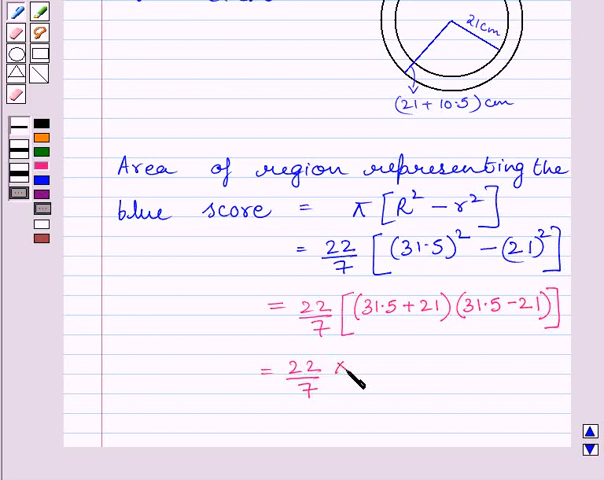 21cm
(21 + 10.5) cm
Area of region representing the
blue score = π [R² − r²]
= 22/7 [(31.5)² − (21)²]
= 22/7 [(31.5 + 21) (31.5 − 21)]
= 22/7 ×